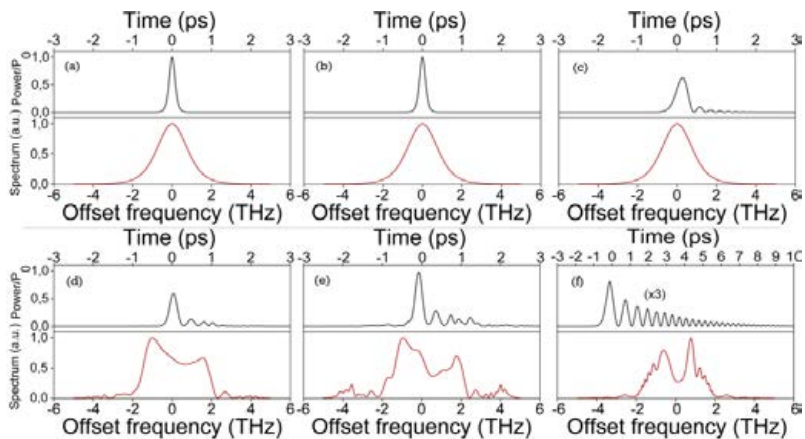 Time (ps) Time (ps) Time (ps)
-3 -2 -1 0 1 2 3 -2 -1 0 1 2 3 -2 -1 0 1 2 3
Power/P 0
1,0 (a) (b) (c)
0,5
0,0
Spectrum (a.u.)
1,0
0,5
0,0
-6 -4 -2 0 2 4 6 -4 -2 0 2 4 6 -4 -2 0 2 4 6
Offset frequency (THz) Offset frequency (THz) Offset frequency (THz)
Time (ps) Time (ps) Time (ps)
-3 -2 -1 0 1 2 3 -2 -1 0 1 2 3 -3 -2 -1 0 1 2 3 4 5 6 7 8 9 10
Power/P 0
1,0 (d) (e) (f)
0,5 (x3)
0,0
Spectrum (a.u.)
1,0
0,5
0,0
-6 -4 -2 0 2 4 6 -4 -2 0 2 4 6 -4 -2 0 2 4 6
Offset frequency (THz) Offset frequency (THz) Offset frequency (THz)